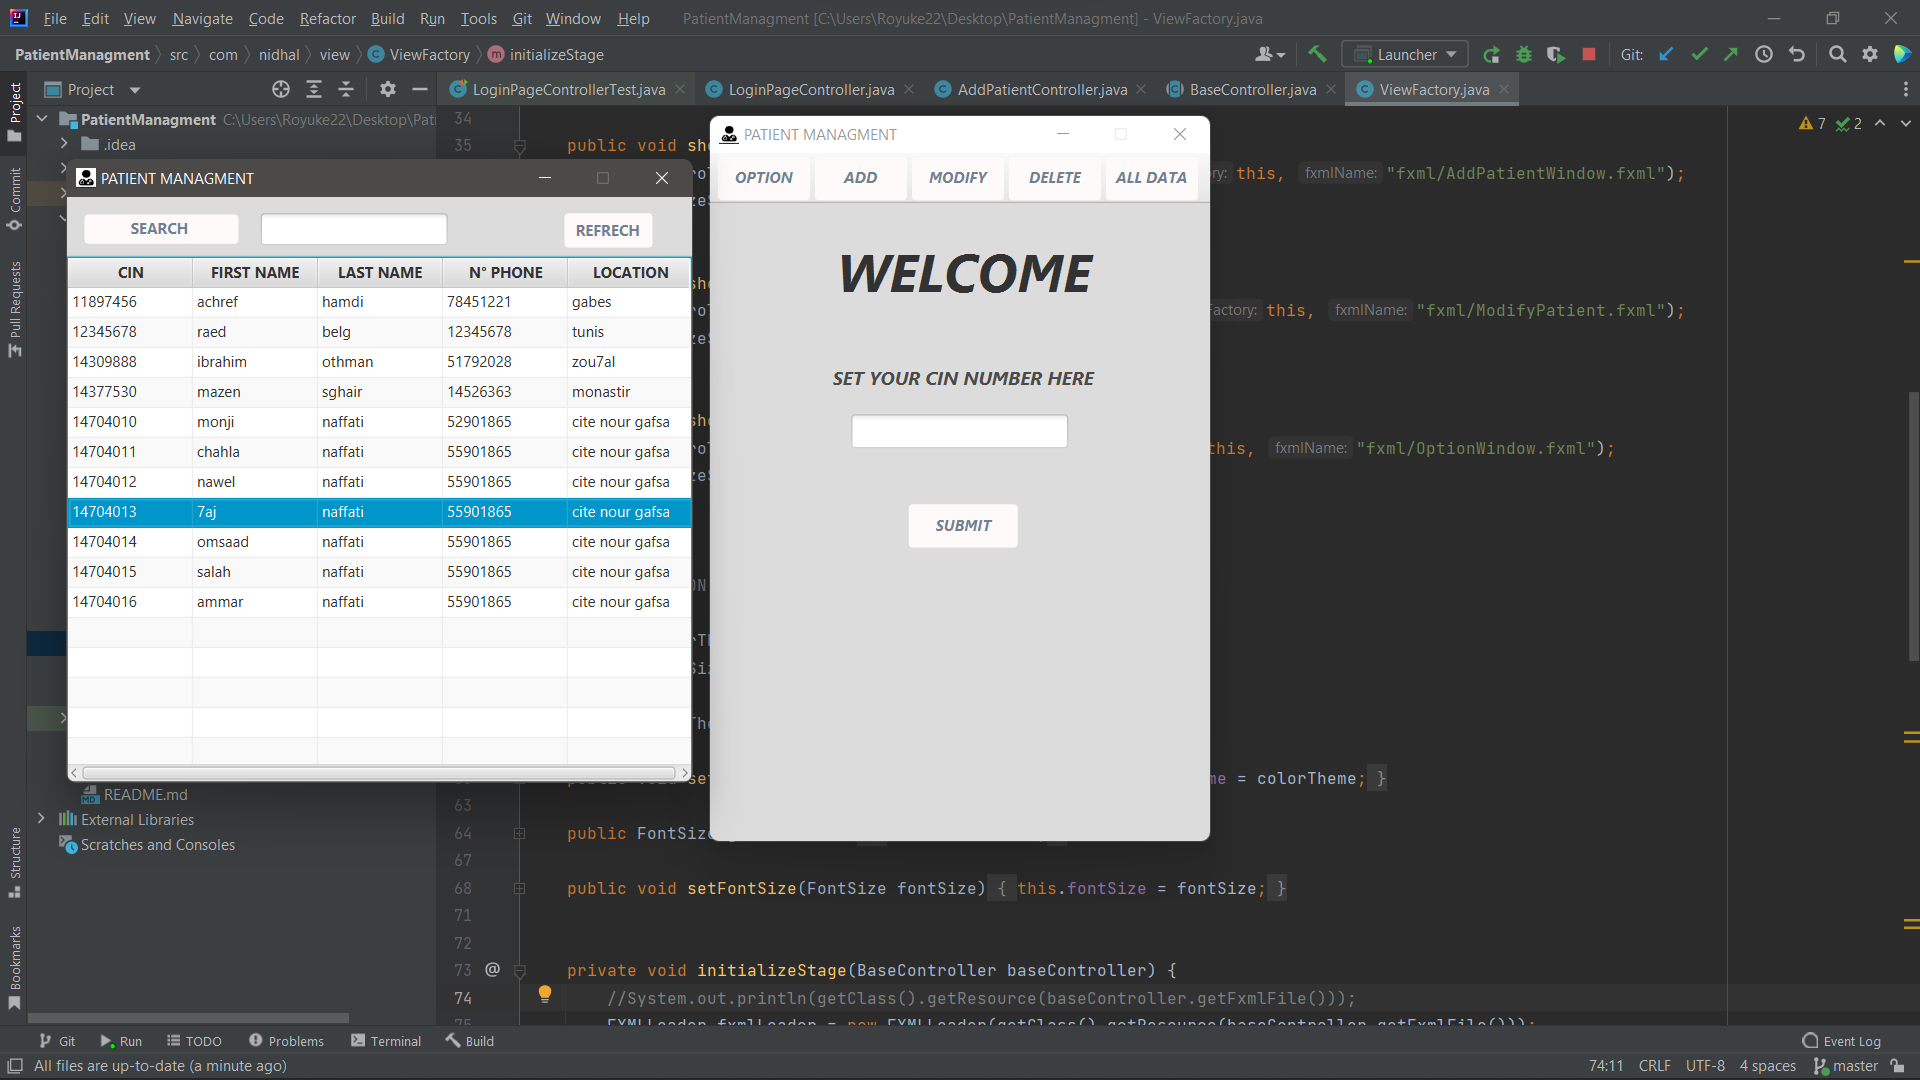 File Edit View Navigate Code Refactor Build Run Tools Git Window Help PatientManagment [C:\Users\Royuke22\Desktop\PatientManagment] - ViewFactory.java
PatientManagment src com nidhal view ViewFactory initializeStage Launcher Git:
Project
LoginPageControllerTest.java LoginPageController.java AddPatientController.java BaseController.java ViewFactory.java
Project
Commit
Pull Requests
Structure
Bookmarks
PatientManagment C:\Users\Royuke22\Desktop\Pati
.idea
README.md
External Libraries
Scratches and Consoles
PATIENT MANAGMENT
SEARCH REFRECH
CIN FIRST NAME LAST NAME N° PHONE LOCATION
11897456 achref hamdi 78451221 gabes
12345678 raed belg 12345678 tunis
14309888 ibrahim othman 51792028 zou7al
14377530 mazen sghair 14526363 monastir
14704010 monji naffati 52901865 cite nour gafsa
14704011 chahla naffati 55901865 cite nour gafsa
14704012 nawel naffati 55901865 cite nour gafsa
14704013 7aj naffati 55901865 cite nour gafsa
14704014 omsaad naffati 55901865 cite nour gafsa
14704015 salah naffati 55901865 cite nour gafsa
14704016 ammar naffati 55901865 cite nour gafsa
PATIENT MANAGMENT
OPTION ADD MODIFY DELETE ALL DATA
WELCOME
SET YOUR CIN NUMBER HERE
SUBMIT
7 2
34
35 public void
this, fxmlName: "fxml/AddPatientWindow.fxml");
this, fxmlName: "fxml/ModifyPatient.fxml");
this, fxmlName: "fxml/OptionWindow.fxml");
= colorTheme; }
63
64 public
67
68 public void setFontSize(FontSize fontSize) { this.fontSize = fontSize; }
71
72
73 @ private void initializeStage(BaseController baseController) {
74 //System.out.println(getClass().getResource(baseController.getFxmlFile()));
75 FXMLLoader fxmlLoader = new FXMLLoader(getClass().getResource(baseController.getFxmlFile()));
Git Run TODO Problems Terminal Build Event Log
All files are up-to-date (a minute ago) 74:11 CRLF UTF-8 4 spaces master